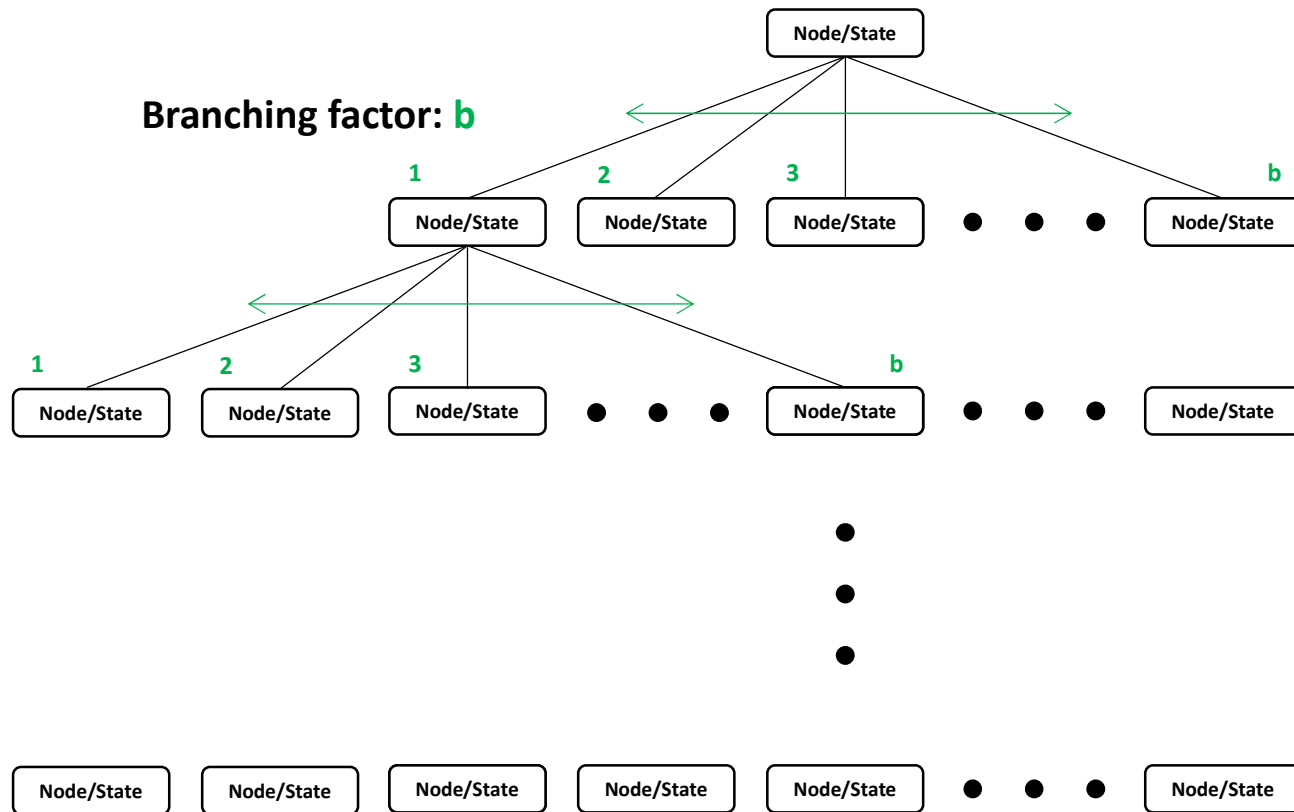 Node/State
Branching factor: b
1 2 3 b
Node/State Node/State Node/State Node/State
1 2 3 b
Node/State Node/State Node/State Node/State Node/State
Node/State Node/State Node/State Node/State Node/State Node/State